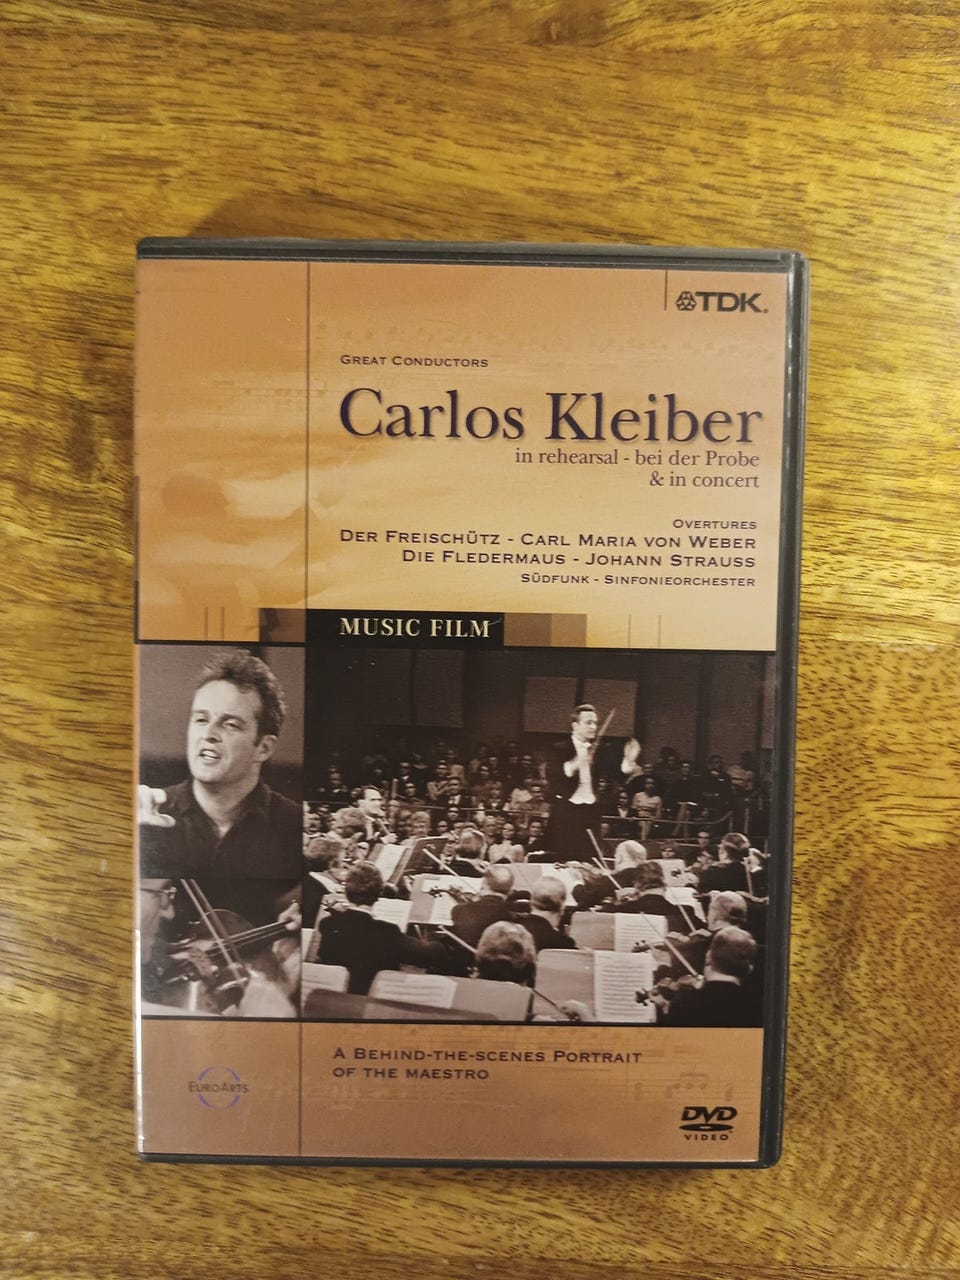 TDK.
GREAT CONDUCTORS
Carlos Kleiber
in rehearsal - bei der Probe
& in concert
OVERTURES
DER FREISCHÜTZ - CARL MARIA VON WEBER
DIE FLEDERMAUS - JOHANN STRAUSS
SÜDFUNK - SINFONIEORCHESTER
MUSIC FILM
A BEHIND-THE-SCENES PORTRAIT
OF THE MAESTRO
EUROARTS
DVD
VIDEO